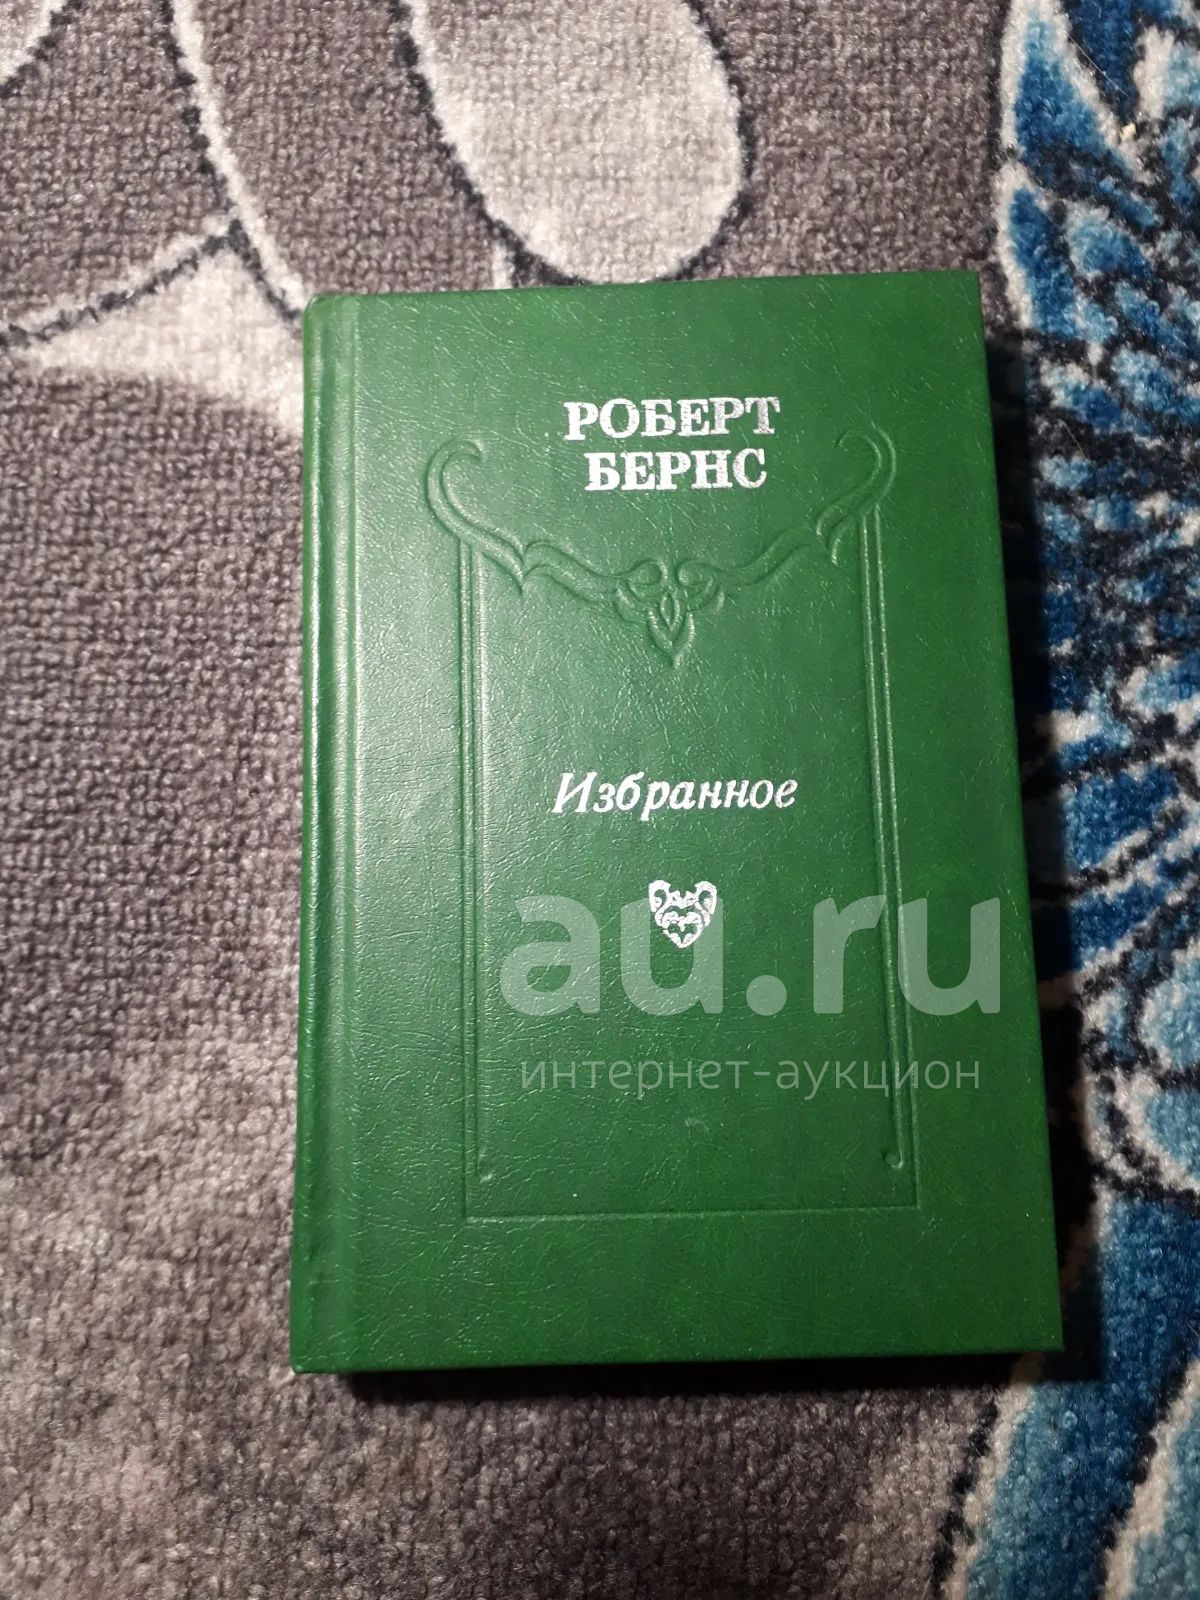 РОБЕРТ
БЕРНС
Избранное
au.ru
интернет-аукцион